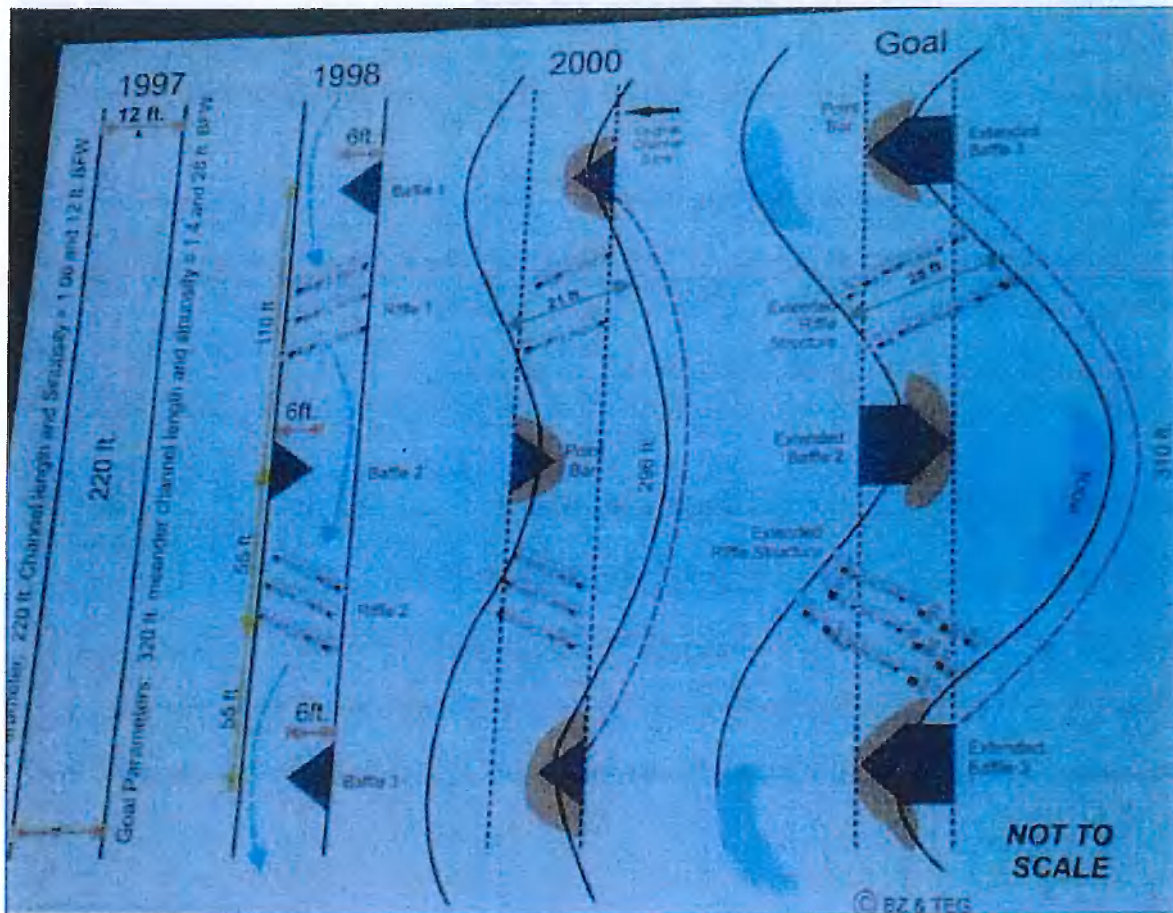 1997
12 ft.
220 ft.
220 ft. Channel length and Sinuosity = 1.00 and 12 ft. BFW
Goal Parameters: 320 ft. meander channel length and sinuosity = 1.4 and 28 ft. BFW
1998
6ft.
Baffle 1
Riffle 1
110 ft.
6ft.
Baffle 2
55 ft.
Riffle 2
55 ft.
6ft.
Baffle 3
2000
Original
Channel
21 ft.
Point
Bar
296 ft.
Goal
Point
Bar
Extended
Baffle 1
28 ft.
Extended
Riffle
Structure
Extended
Baffle 2
Extended
Riffle Structure
310 ft.
Extended
Baffle 3
NOT TO
SCALE
© BZ & TEG